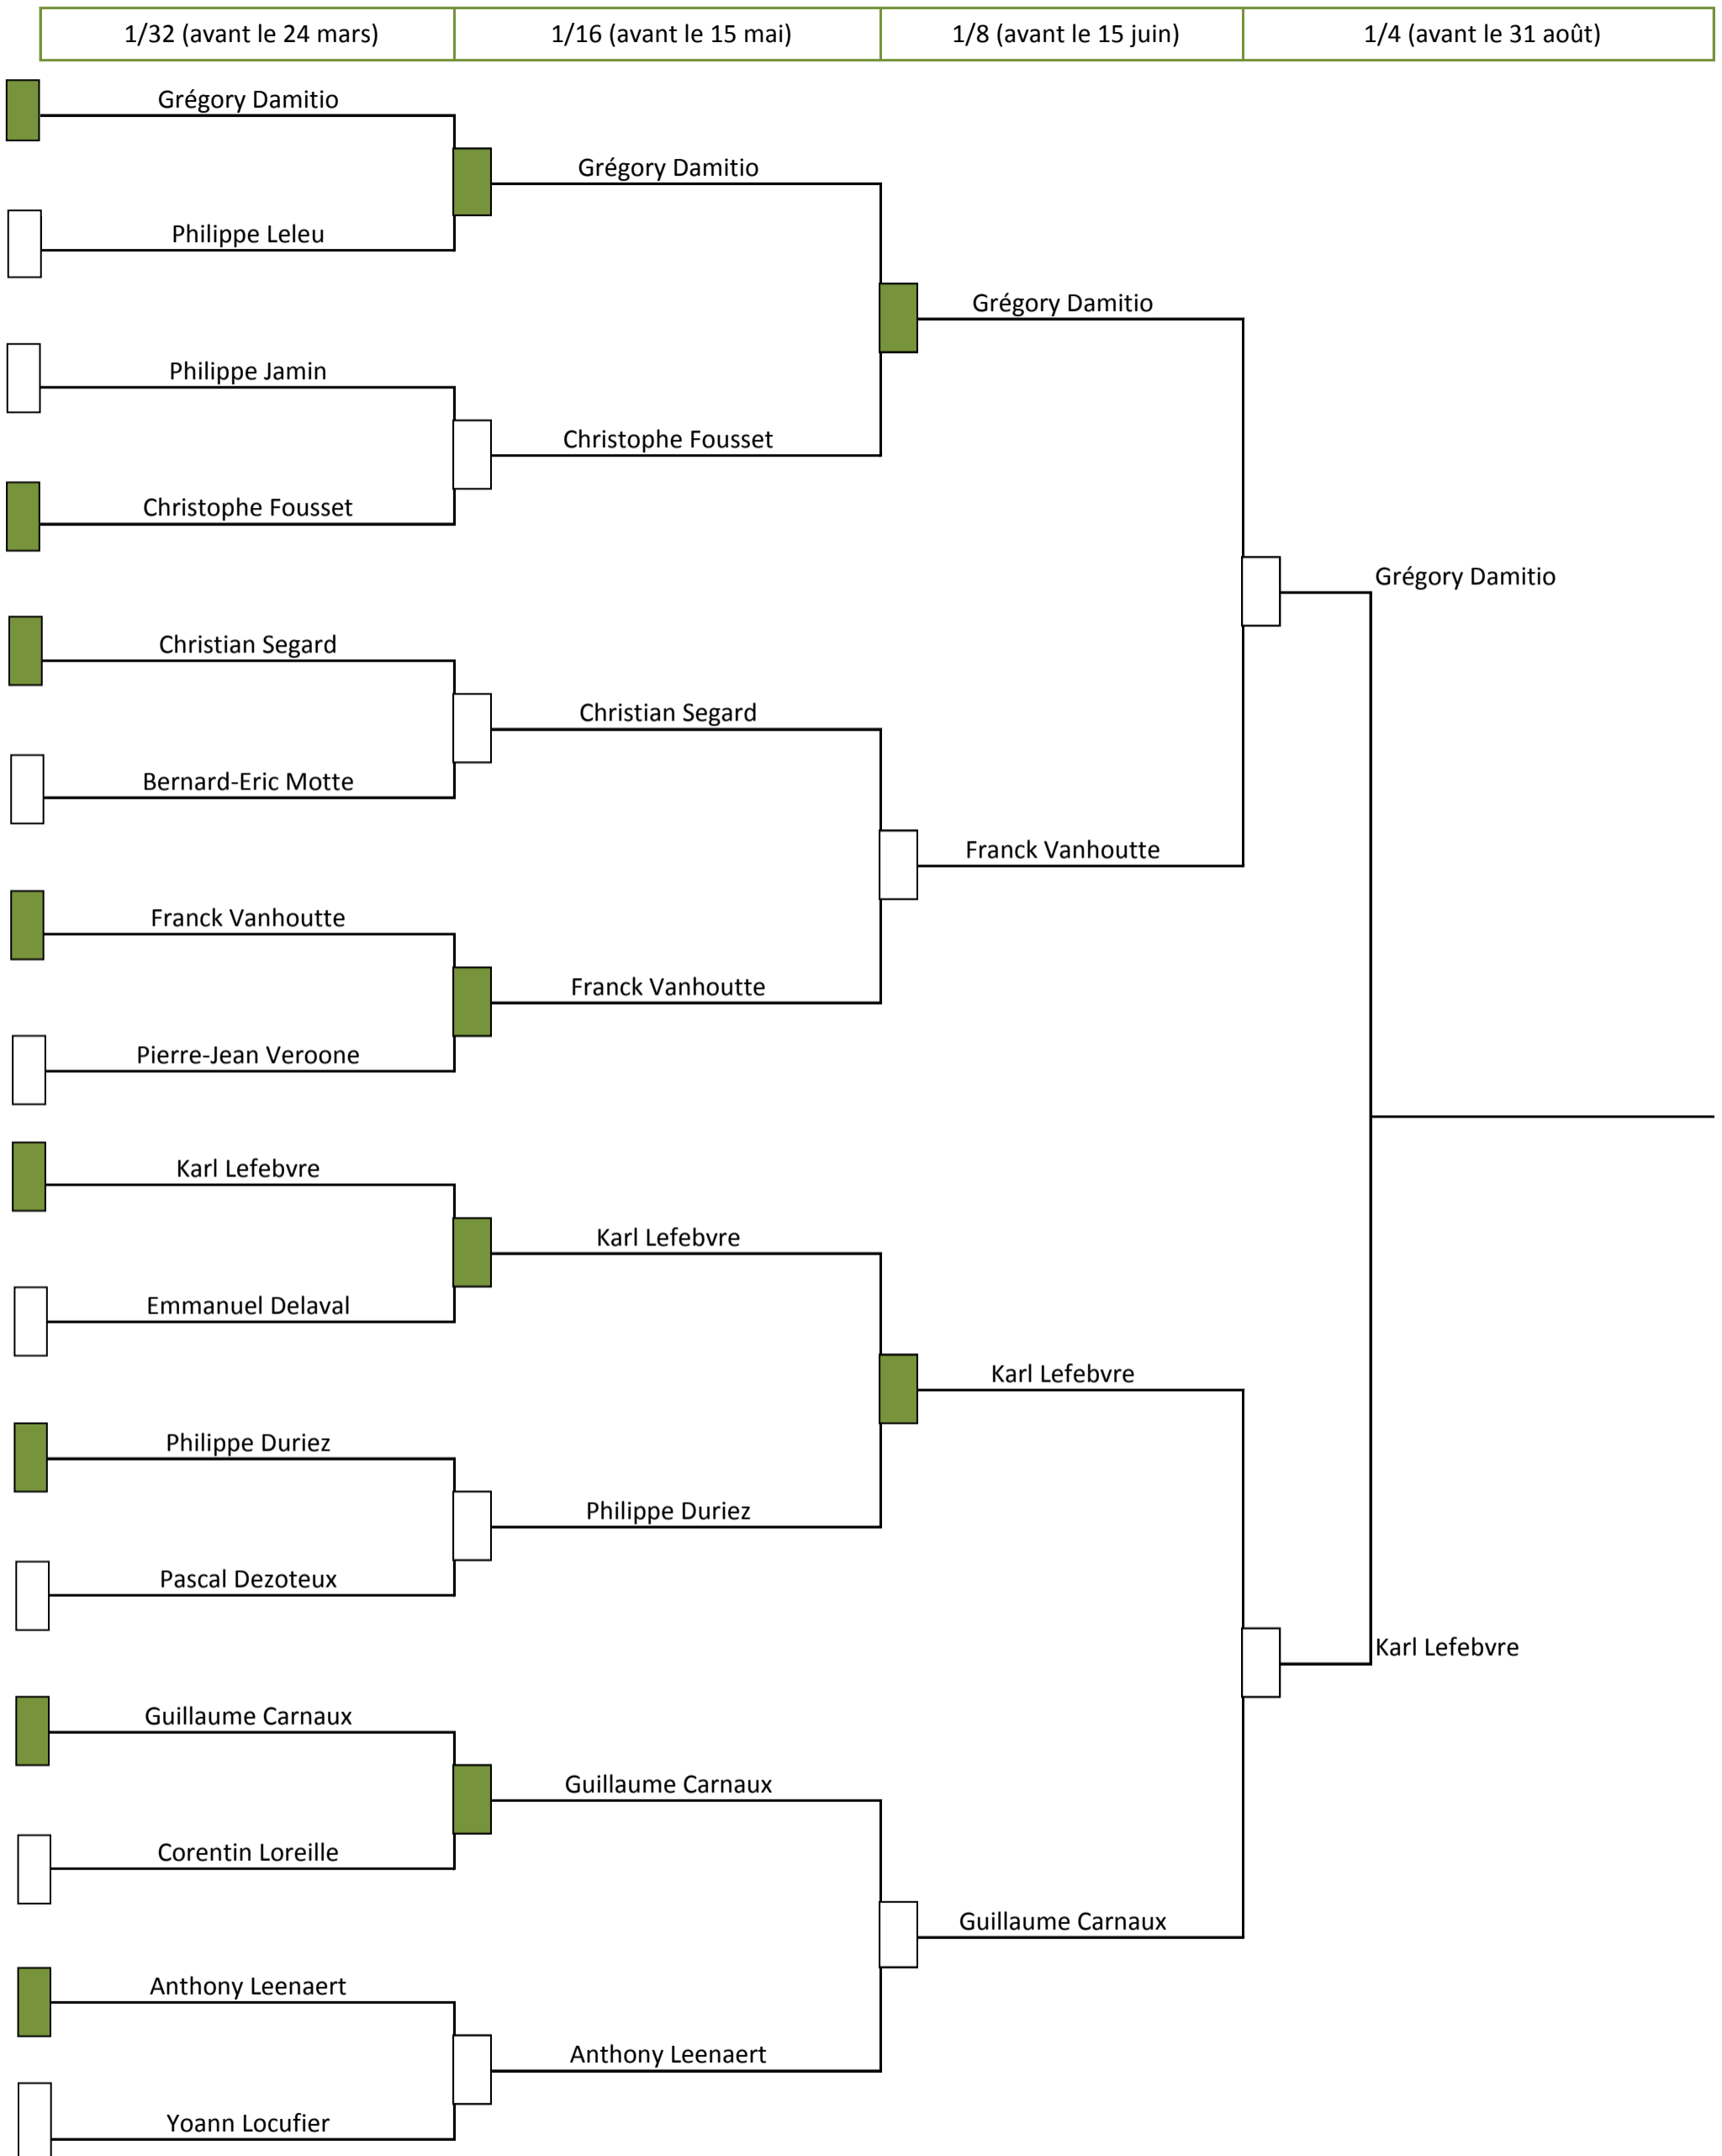 1/32 (avant le 24 mars)
1/16 (avant le 15 mai)
1/8 (avant le 15 juin)
1/4 (avant le 31 août)
Grégory Damitio
Philippe Leleu
Philippe Jamin
Christophe Fousset
Christian Segard
Bernard-Eric Motte
Franck Vanhoutte
Pierre-Jean Veroone
Karl Lefebvre
Emmanuel Delaval
Philippe Duriez
Pascal Dezoteux
Guillaume Carnaux
Corentin Loreille
Anthony Leenaert
Yoann Locufier
Grégory Damitio
Christophe Fousset
Christian Segard
Franck Vanhoutte
Karl Lefebvre
Philippe Duriez
Guillaume Carnaux
Anthony Leenaert
Grégory Damitio
Franck Vanhoutte
Karl Lefebvre
Guillaume Carnaux
Grégory Damitio
Karl Lefebvre